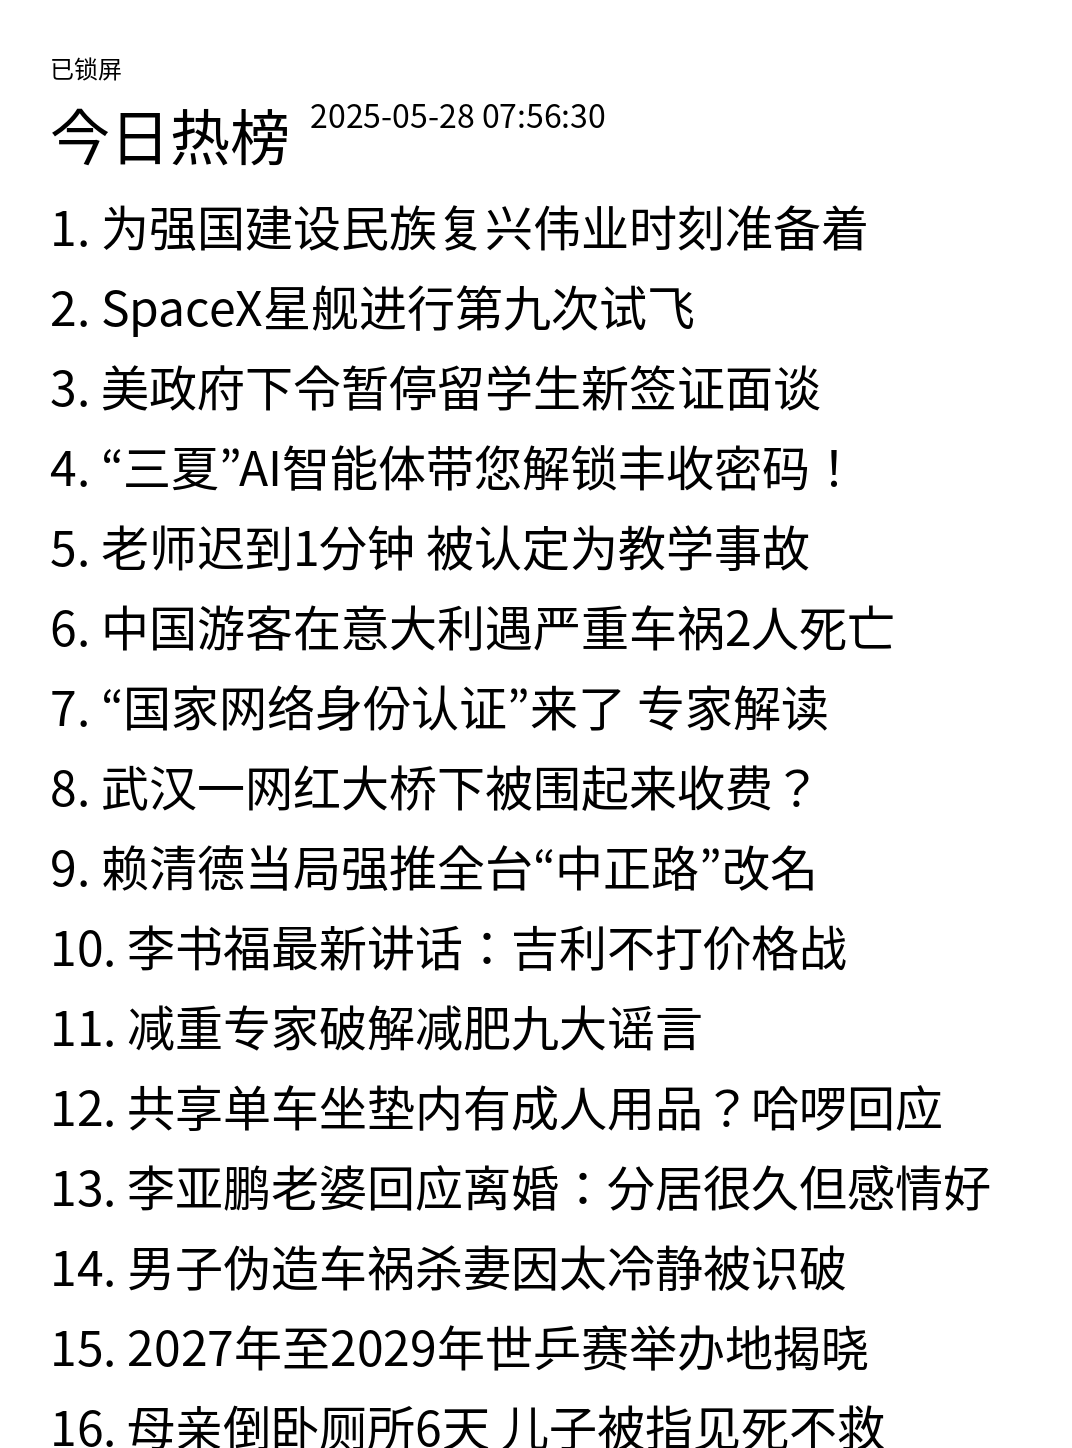 已锁屏
今日热榜 2025-05-28 07:56:30
1. 为强国建设民族复兴伟业时刻准备着
2. SpaceX星舰进行第九次试飞
3. 美政府下令暂停留学生新签证面谈
4. “三夏”AI智能体带您解锁丰收密码！
5. 老师迟到1分钟 被认定为教学事故
6. 中国游客在意大利遇严重车祸2人死亡
7. “国家网络身份认证”来了 专家解读
8. 武汉一网红大桥下被围起来收费？
9. 赖清德当局强推全台“中正路”改名
10. 李书福最新讲话：吉利不打价格战
11. 减重专家破解减肥九大谣言
12. 共享单车坐垫内有成人用品？哈啰回应
13. 李亚鹏老婆回应离婚：分居很久但感情好
14. 男子伪造车祸杀妻因太冷静被识破
15. 2027年至2029年世乒赛举办地揭晓
16. 母亲倒卧厕所6天 儿子被指见死不救